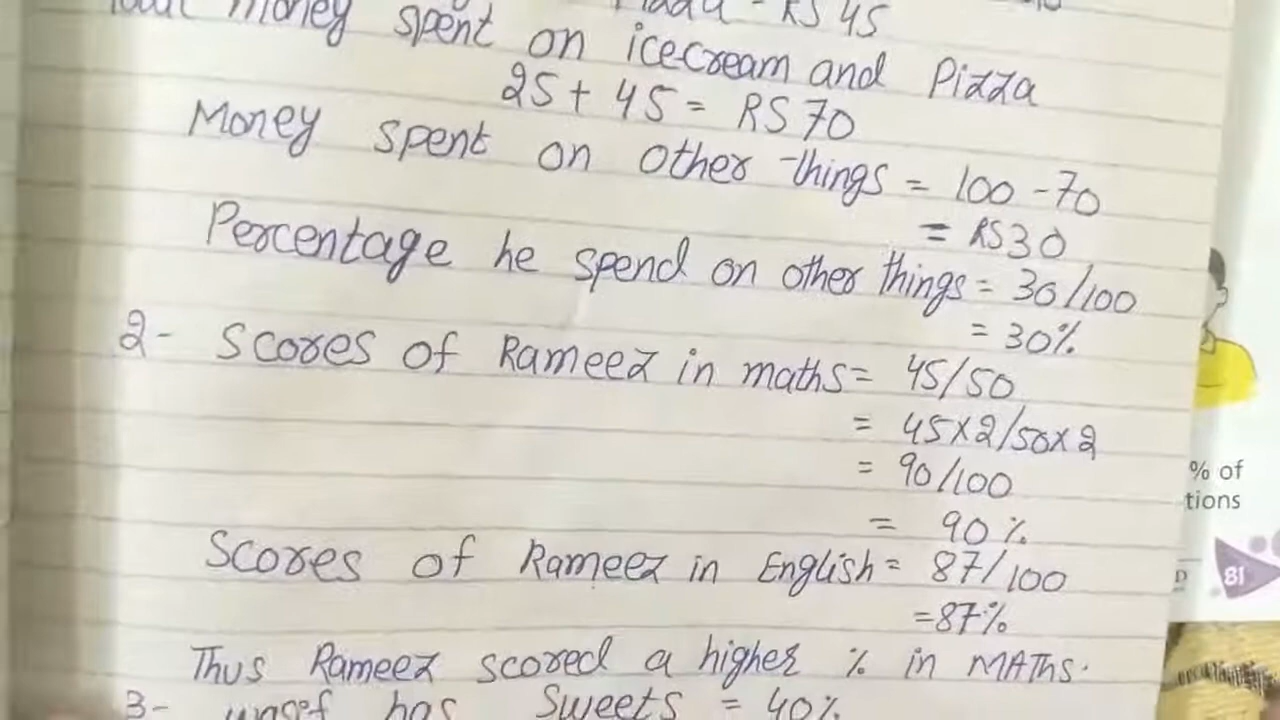 money
Rs 45
spent on icecream and Pizza
25 + 45 = RS 70
Money spent on other things = 100 - 70
= RS 30
Percentage he spend on other things = 30/100
= 30%
2- Scores of Rameez in maths = 45/50
= 45x2/50x2
= 90/100
= 90%
Scores of Rameez in English = 87/100
= 87%
Thus Rameez scored a higher % in MATHs.
3- has Sweets = 40%
% of
tions
81